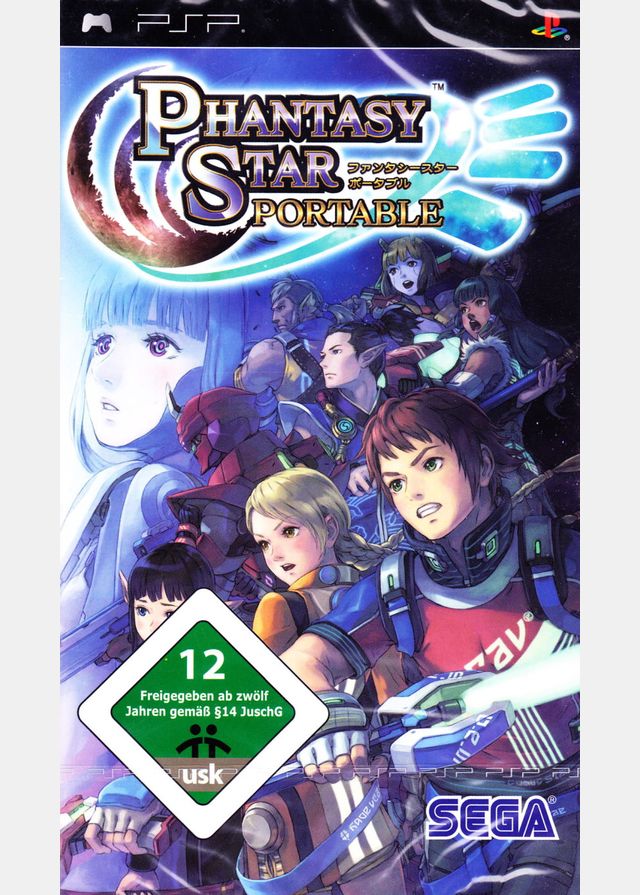 PSP
PHANTASY
STAR
TM
ファンタシースター
ポータブル
PORTABLE
12
Freigegeben ab zwölf
Jahren gemäß §14 JuschG
usk
SEGA®